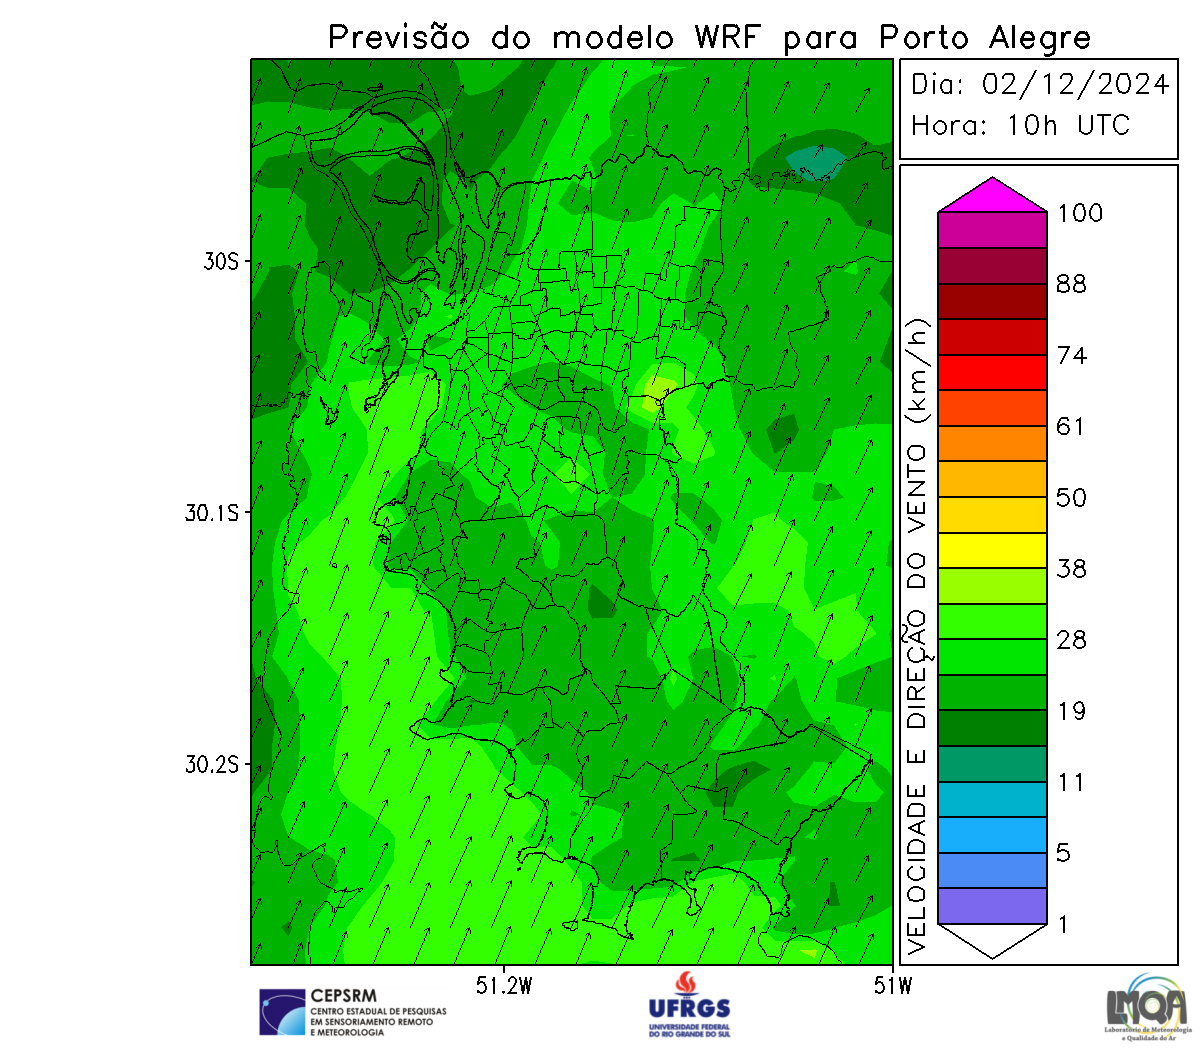 Previsão do modelo WRF para Porto Alegre
Dia: 02/12/2024
Hora: 10h UTC
30S
30.1S
30.2S
51.2W
51W
VELOCIDADE E DIREÇÃO DO VENTO (km/h)
100
88
74
61
50
38
28
19
11
5
1
CEPSRM
CENTRO ESTADUAL DE PESQUISAS
EM SENSORIAMENTO REMOTO
E METEOROLOGIA
UFRGS
UNIVERSIDADE FEDERAL
DO RIO GRANDE DO SUL
LMQA
Laboratório de Meteorologia
e Qualidade do Ar